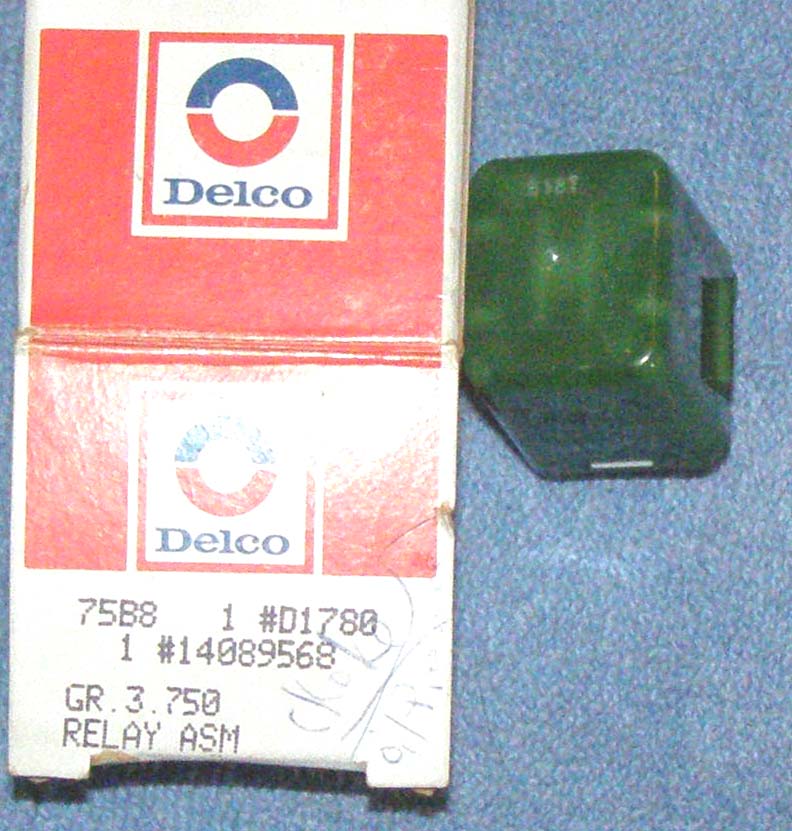 Delco
Delco
75B8 1 #D1780
1 #14089568
GR.3.750
RELAY ASM